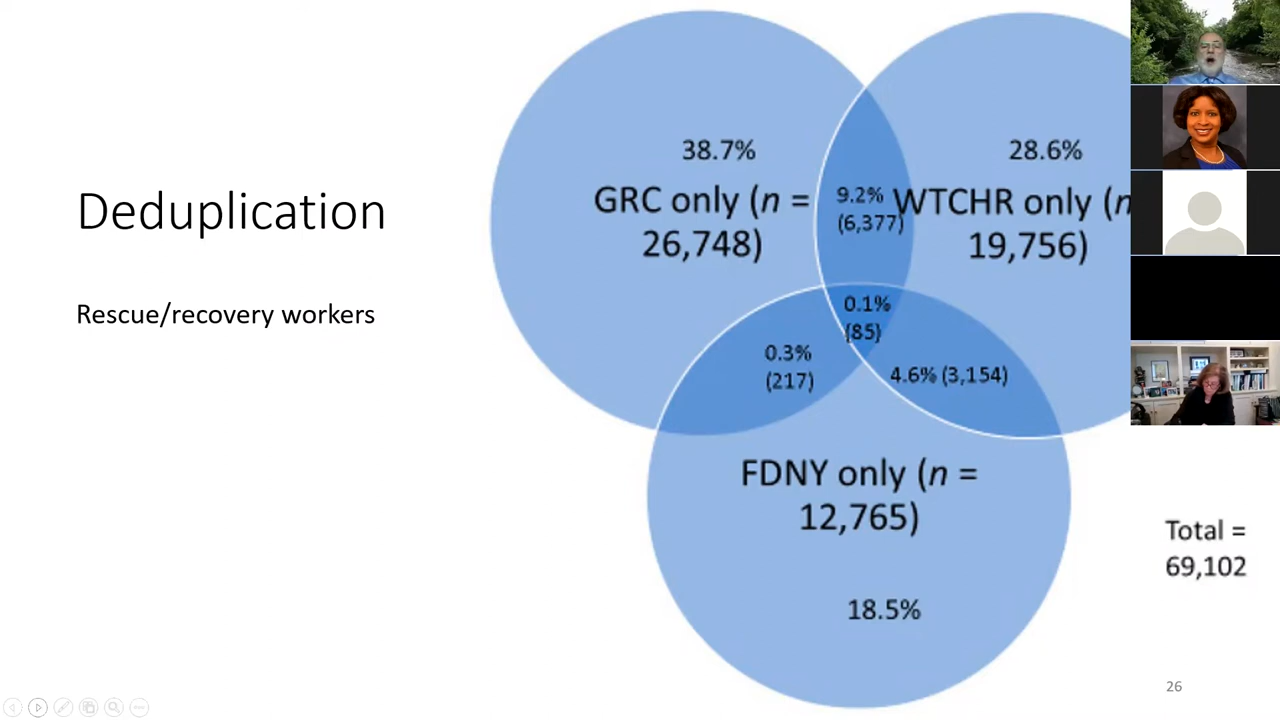 Deduplication
Rescue/recovery workers
38.7%
GRC only (n =
26,748)
9.2%
(6,377)
28.6%
WTCHR only (n
19,756)
0.1%
(85)
0.3%
(217)
4.6% (3,154)
FDNY only (n =
12,765)
18.5%
Total =
69,102
26